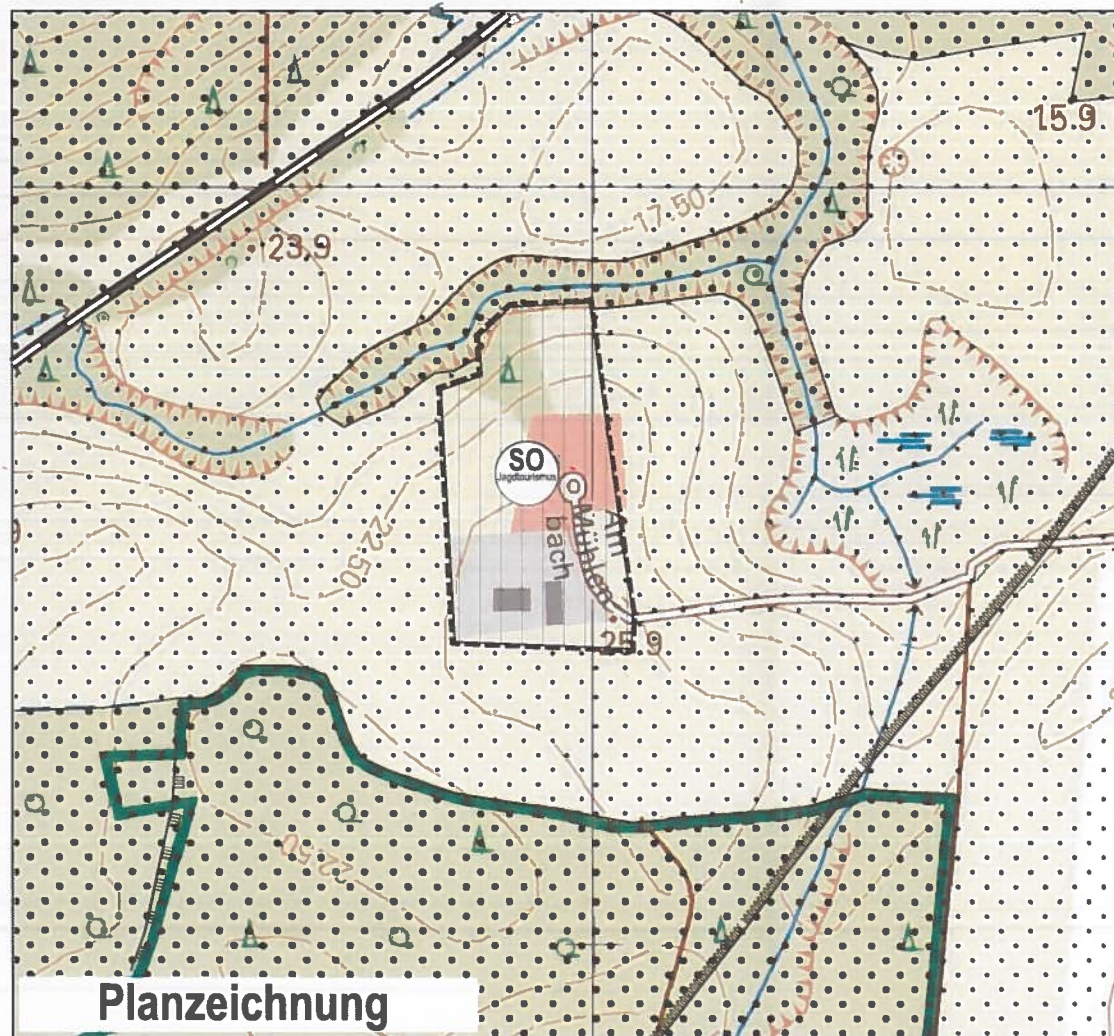 15.9
17.50
23.9
SO
Jagdtourismus
Am
Mühlen
bach
22.50
25.9
22.50
Planzeichnung